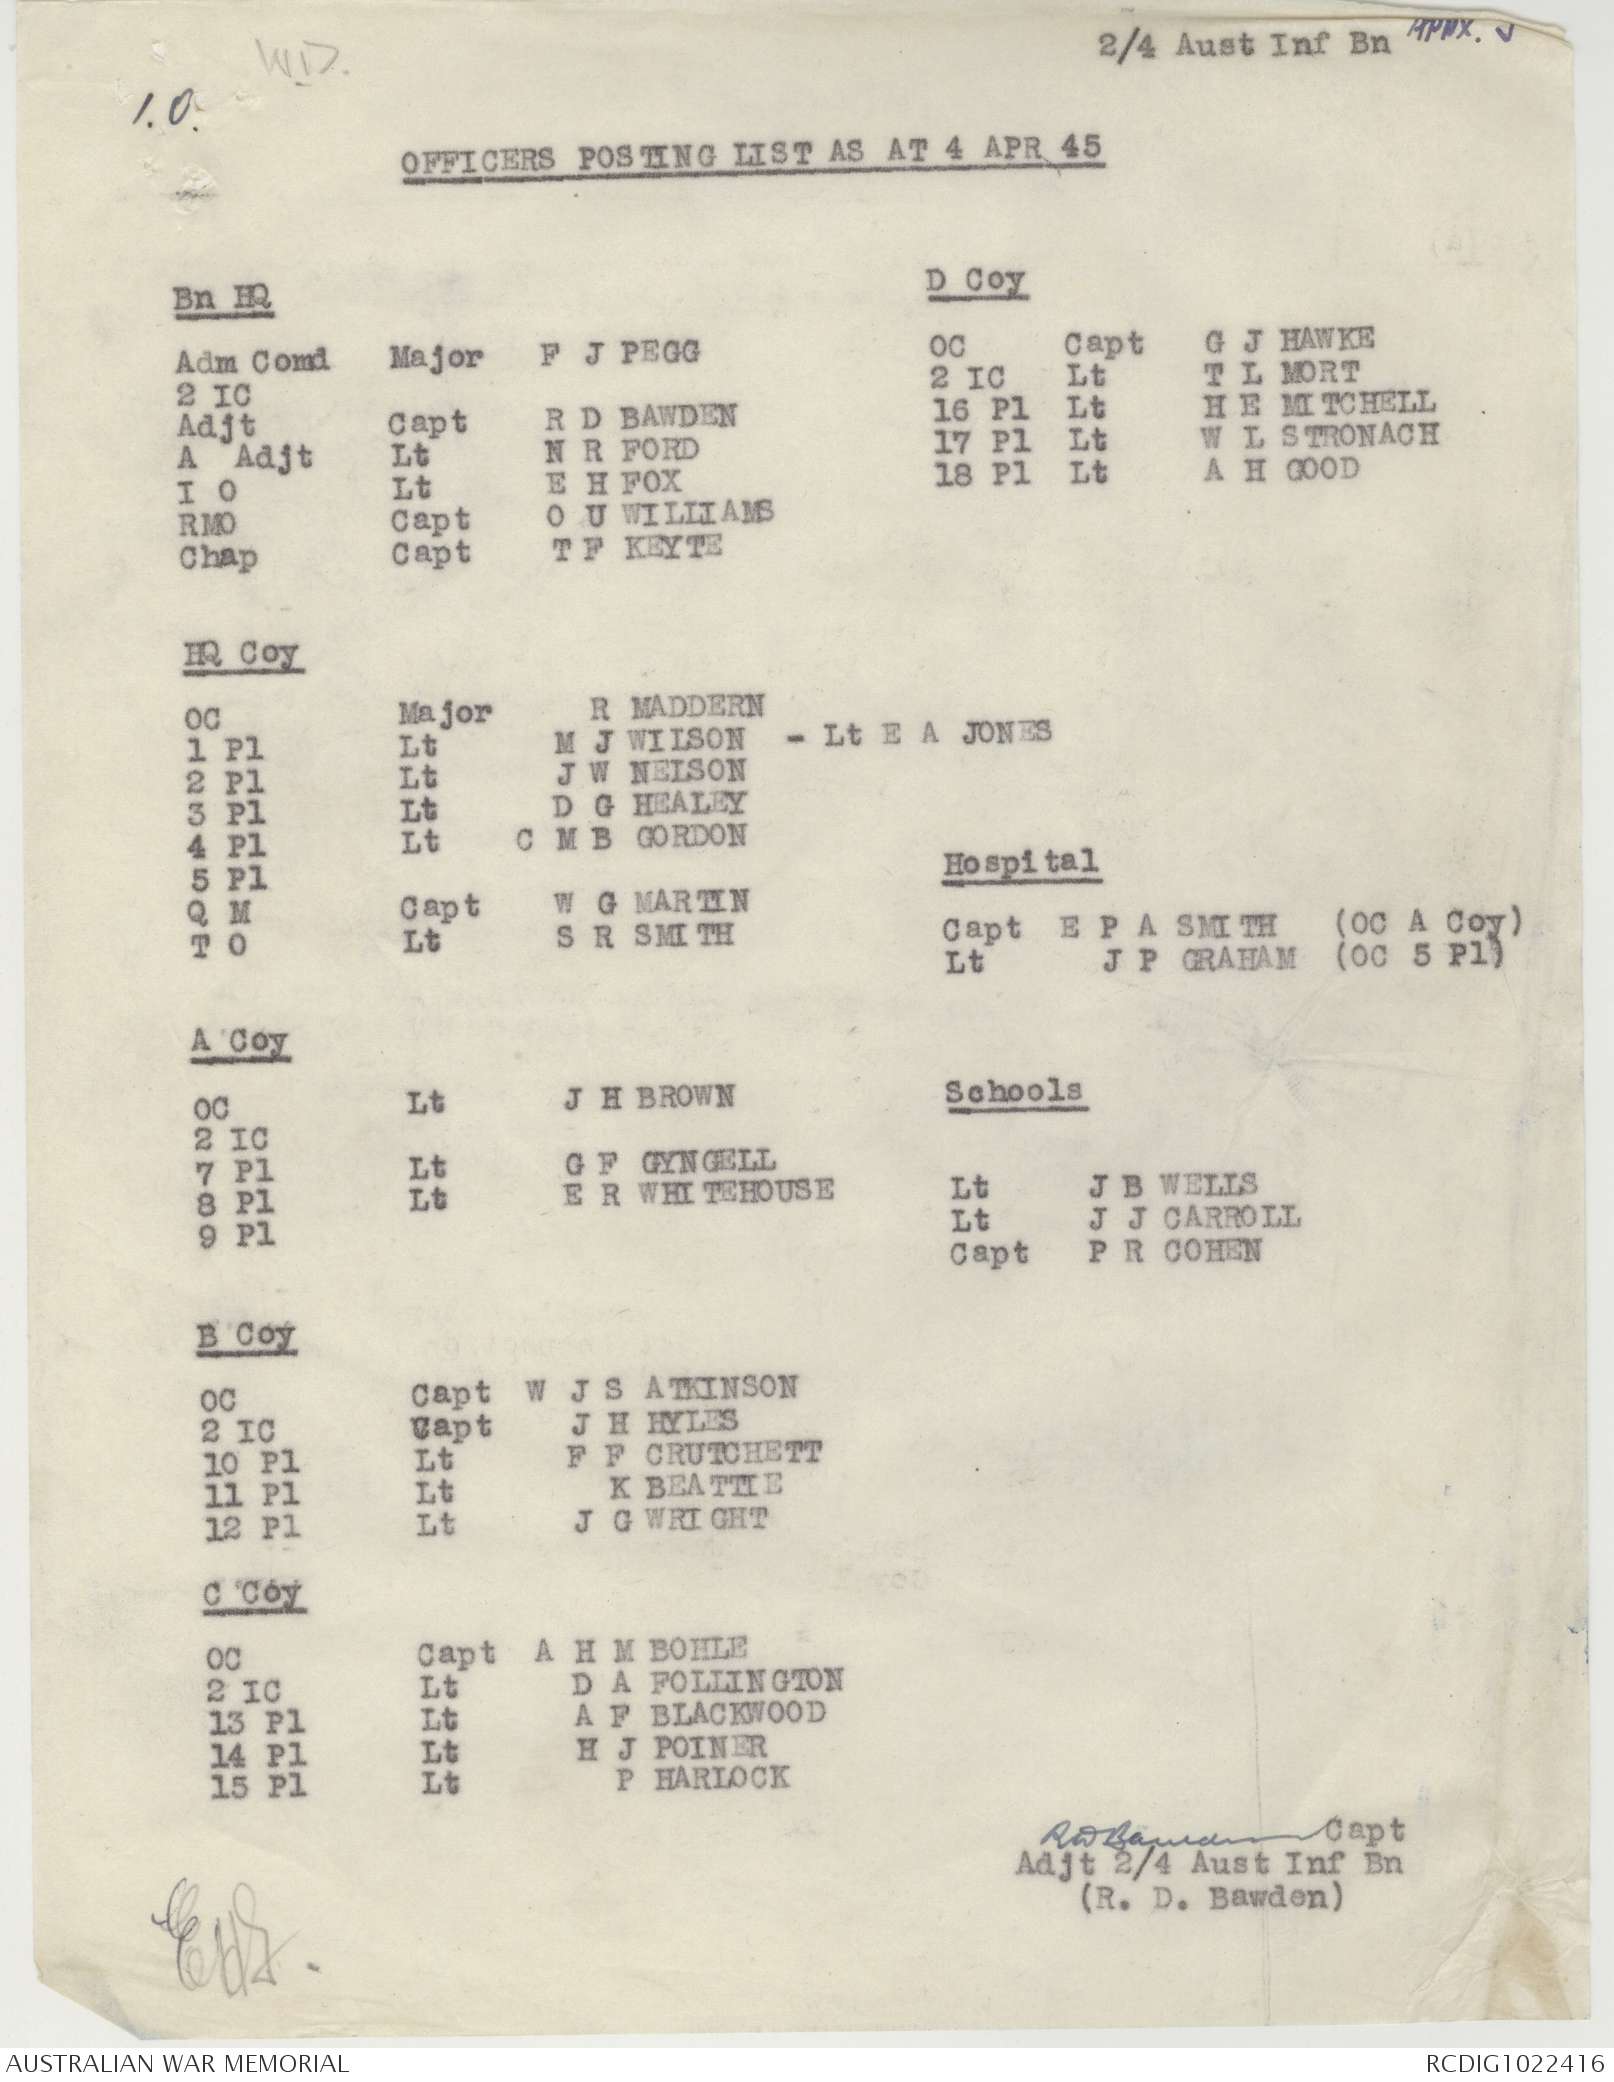 2/4 Aust Inf Bn APNX. J
W.D.
I.O.
OFFICERS POSTING LIST AS AT 4 APR 45
Bn HQ
Adm Comd Major F J PEGG
2 IC
Adjt Capt R D BAWDEN
A Adjt Lt N R FORD
I O Lt E H FOX
RMO Capt O U WILLIAMS
Chap Capt T F KEYTE
HQ Coy
OC Major R MADDERN
1 Pl Lt M J WILSON - Lt E A JONES
2 Pl Lt J W NELSON
3 Pl Lt D G HEALEY
4 Pl Lt C M B GORDON
5 Pl
Q M Capt W G MARTIN
T O Lt S R SMITH
A Coy
OC Lt J H BROWN
2 IC
7 Pl Lt G F GYNGELL
8 Pl Lt E R WHITEHOUSE
9 Pl
B Coy
OC Capt W J S ATKINSON
2 IC Capt J H HYLES
10 Pl Lt F F CRUTCHETT
11 Pl Lt K BEATTIE
12 Pl Lt J G WRIGHT
C Coy
OC Capt A H M BOHLE
2 IC Lt D A FOLLINGTON
13 Pl Lt A F BLACKWOOD
14 Pl Lt H J POINER
15 Pl Lt P HARLOCK
D Coy
OC Capt G J HAWKE
2 IC Lt T L MORT
16 Pl Lt H E MITCHELL
17 Pl Lt W L STRONACH
18 Pl Lt A H GOOD
Hospital
Capt E P A SMITH (OC A Coy)
Lt J P GRAHAM (OC 5 Pl)
Schools
Lt J B WELLS
Lt J J CARROLL
Capt P R COHEN
RDBawden Capt
Adjt 2/4 Aust Inf Bn
(R. D. Bawden)
AUSTRALIAN WAR MEMORIAL
RCDIG1022416